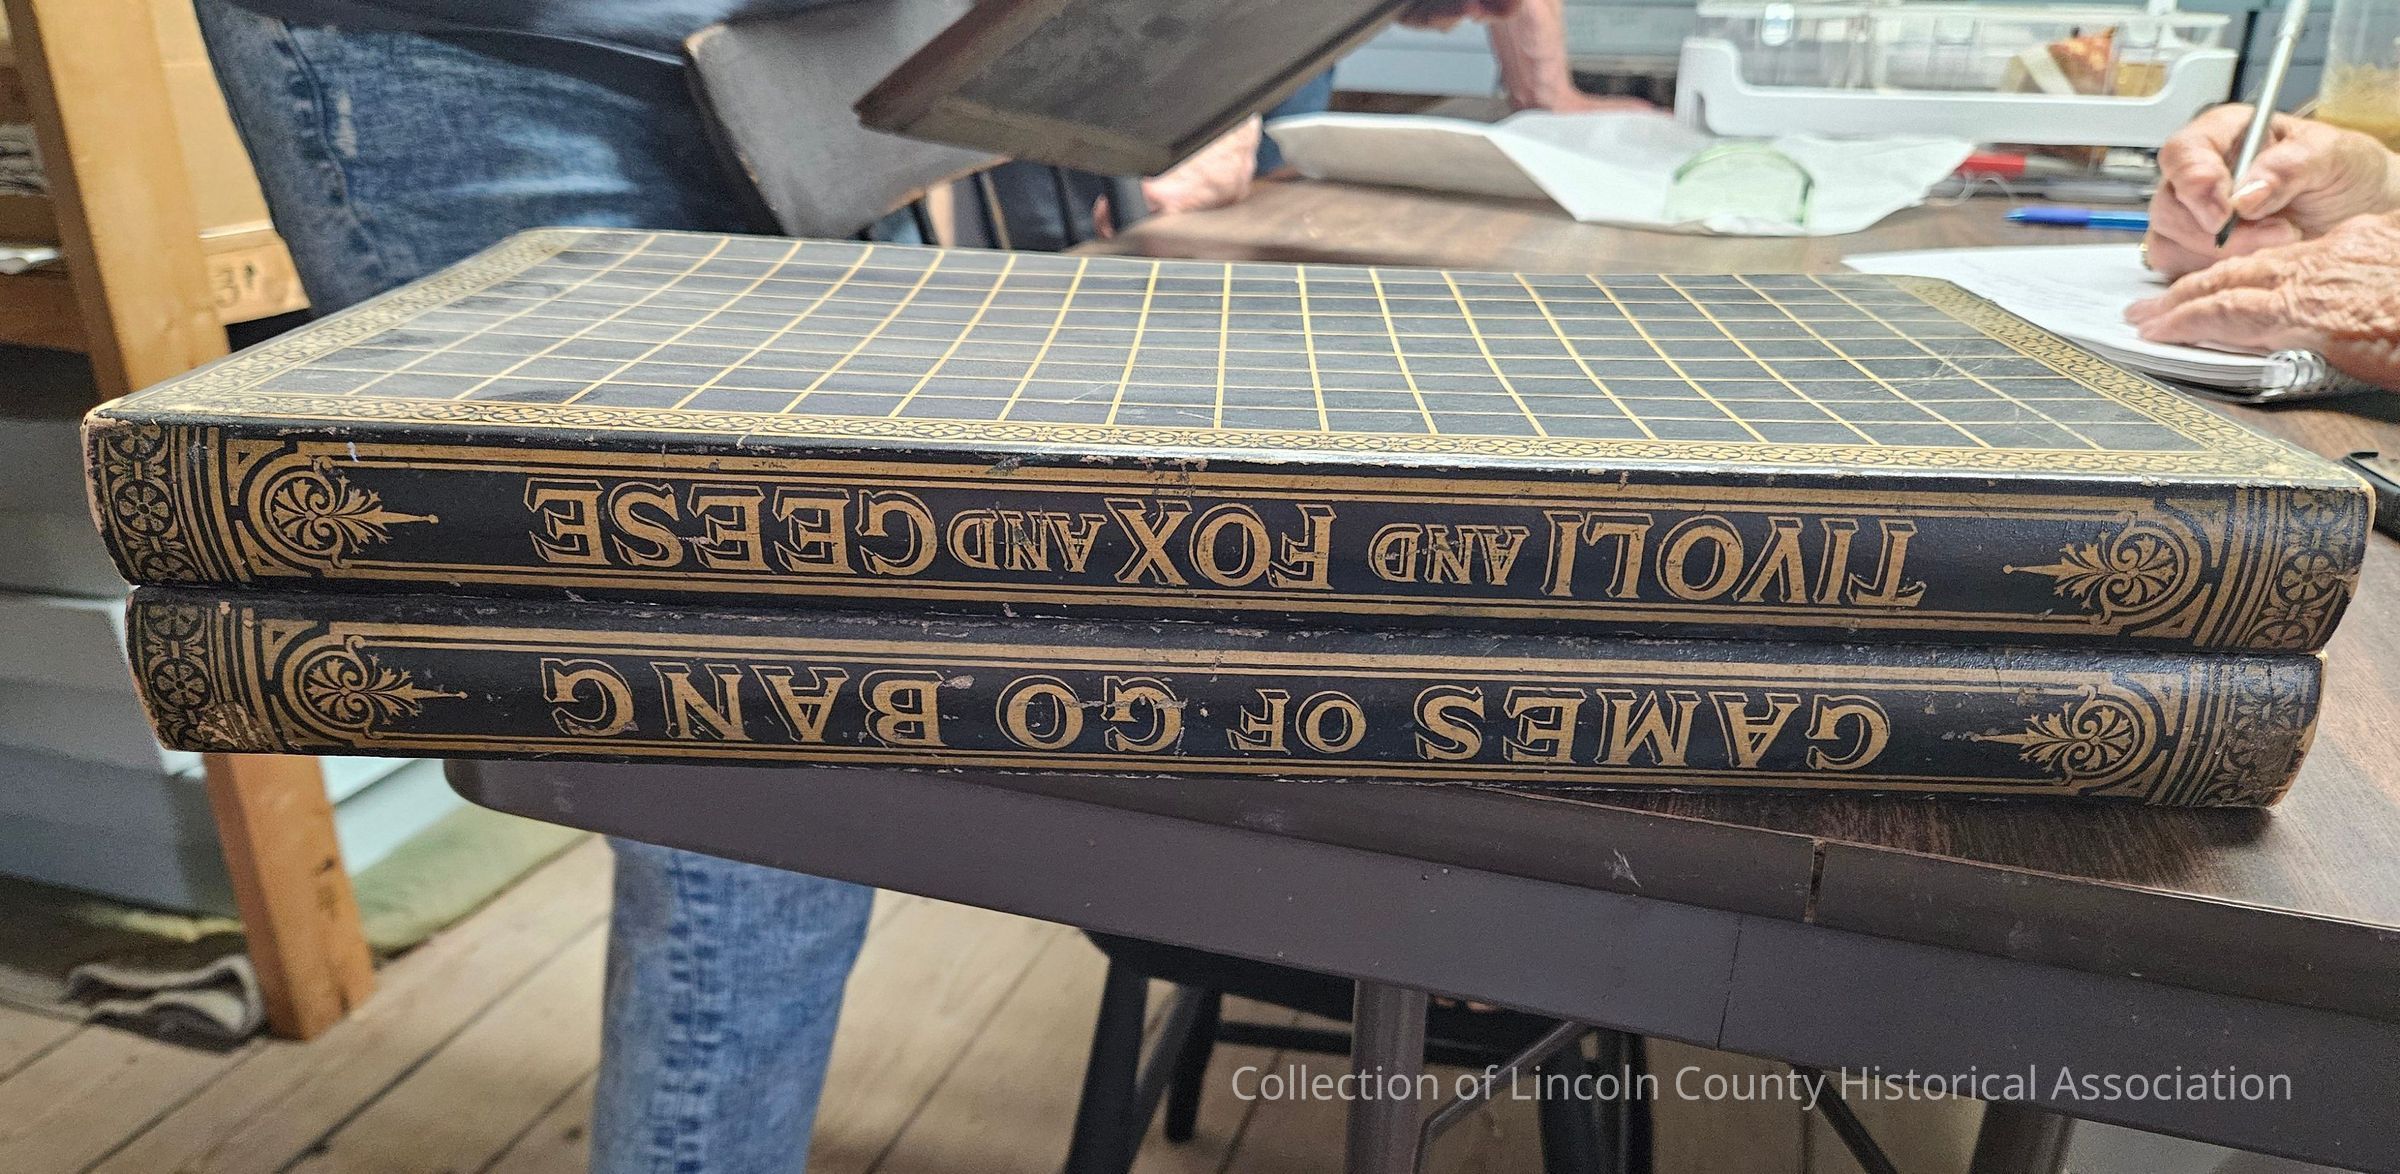 GAMES OF GO BANG
TIVOLI AND FOX AND GEESE
Collection of Lincoln County Historical Association